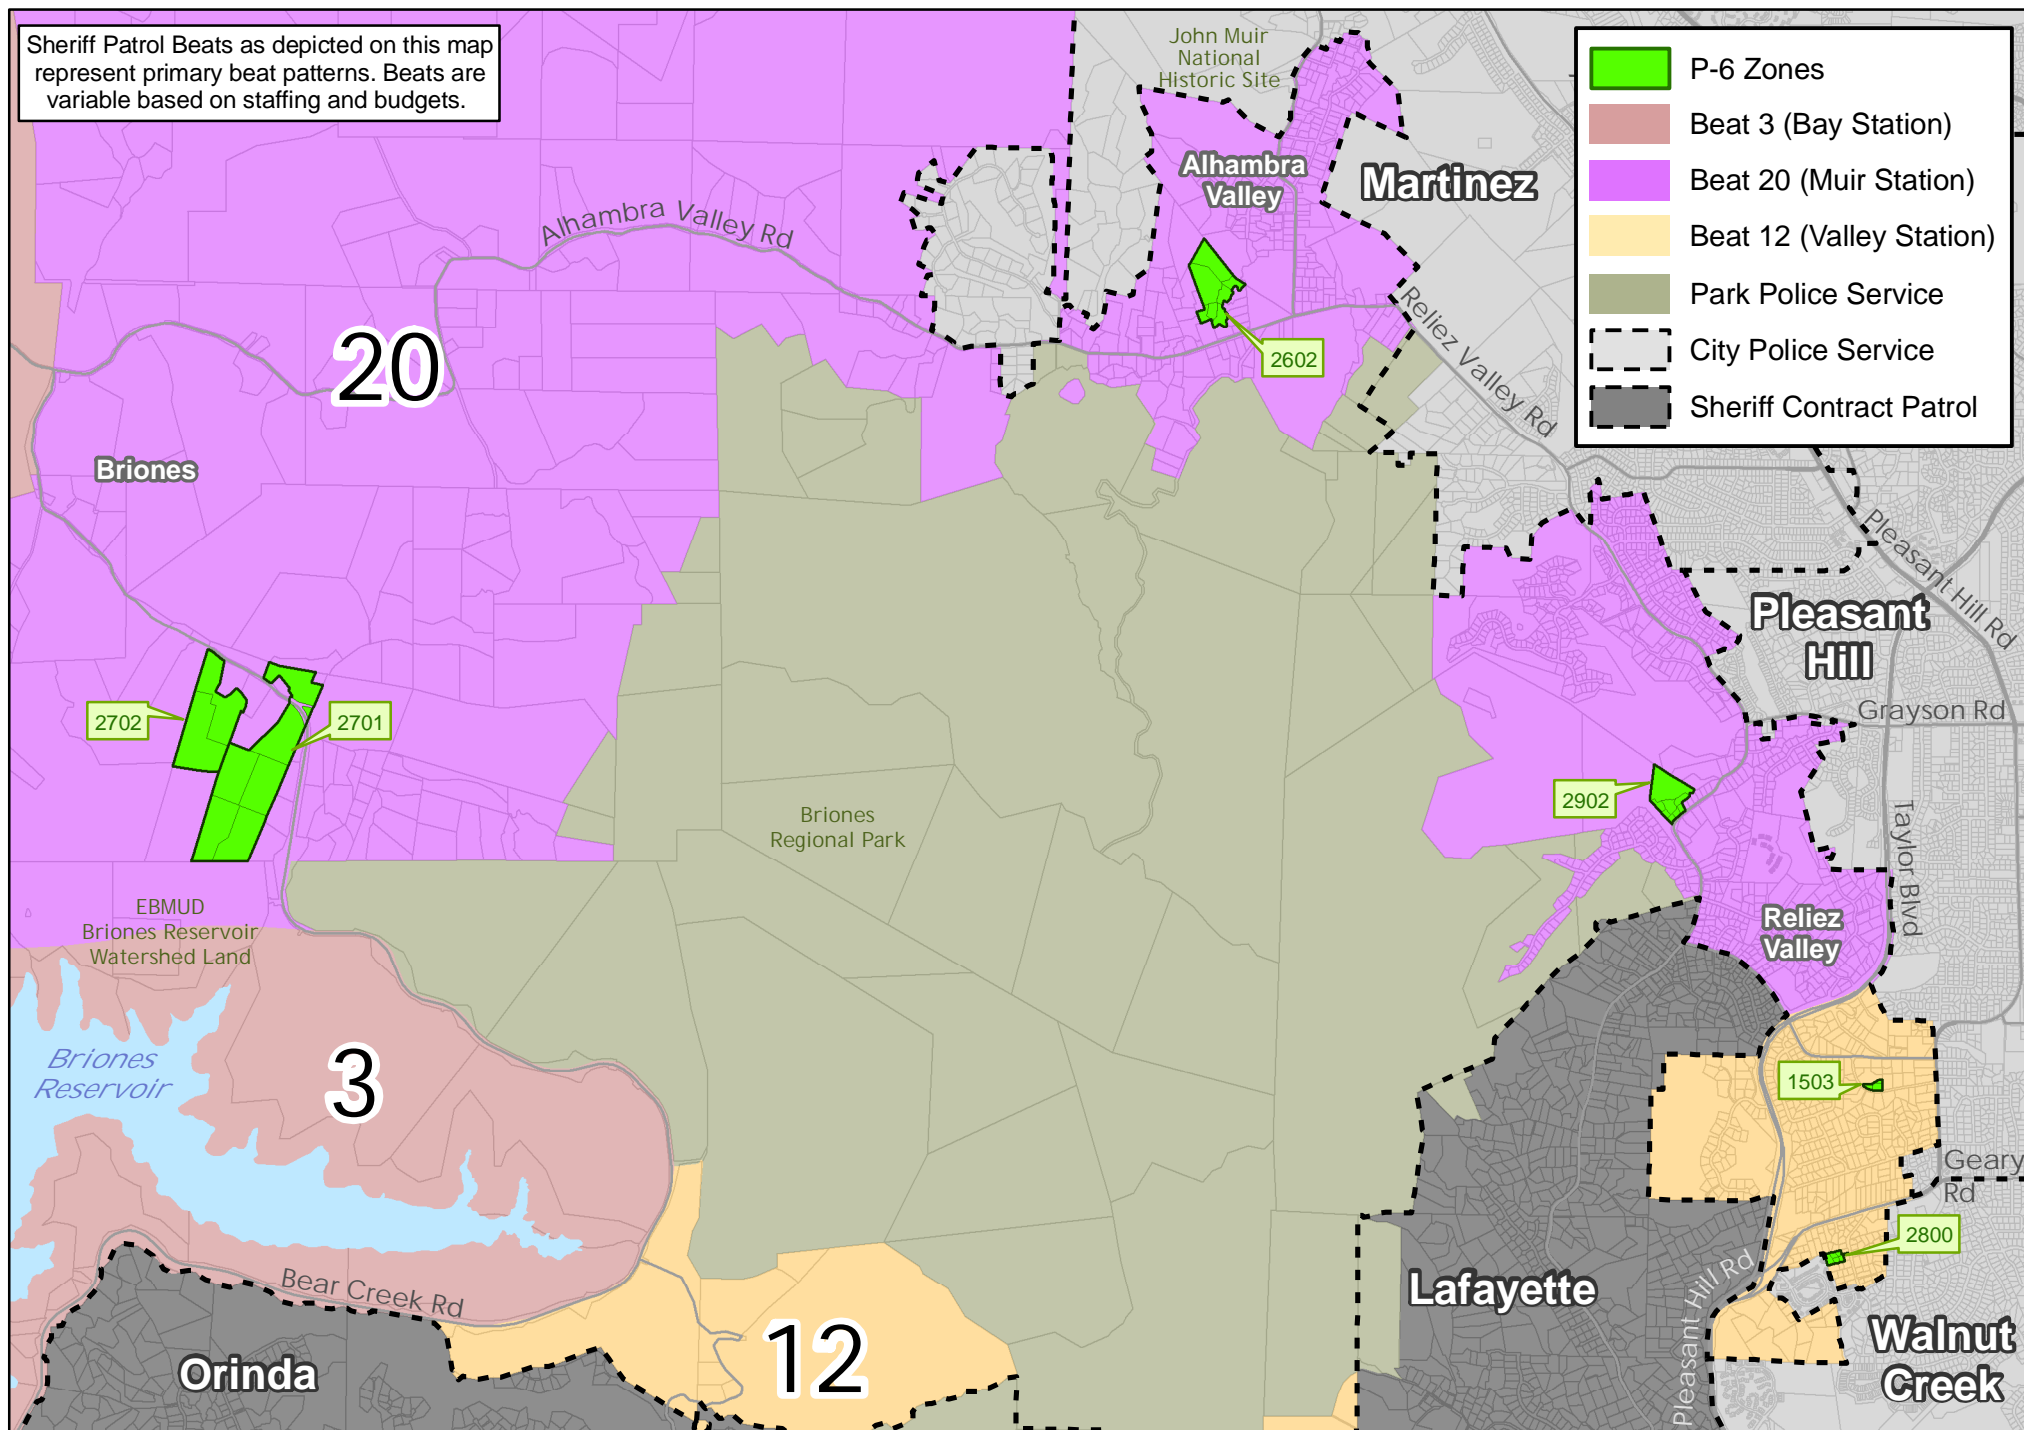 Sheriff Patrol Beats as depicted on this map
represent primary beat patterns. Beats are
variable based on staffing and budgets.
John Muir
National
Historic Site
P-6 Zones
Beat 3 (Bay Station)
Beat 20 (Muir Station)
Beat 12 (Valley Station)
Park Police Service
City Police Service
Sheriff Contract Patrol
Alhambra
Valley
Martinez
Alhambra Valley Rd
Reliez Valley Rd
20
2602
Briones
Pleasant Hill Rd
Pleasant
Hill
Grayson Rd
2702
2701
2902
Briones
Regional Park
Taylor Blvd
EBMUD
Briones Reservoir
Watershed Land
Reliez
Valley
Briones
Reservoir
3
1503
Geary
Rd
2800
Bear Creek Rd
Lafayette
Pleasant Hill Rd
Orinda
12
Walnut
Creek